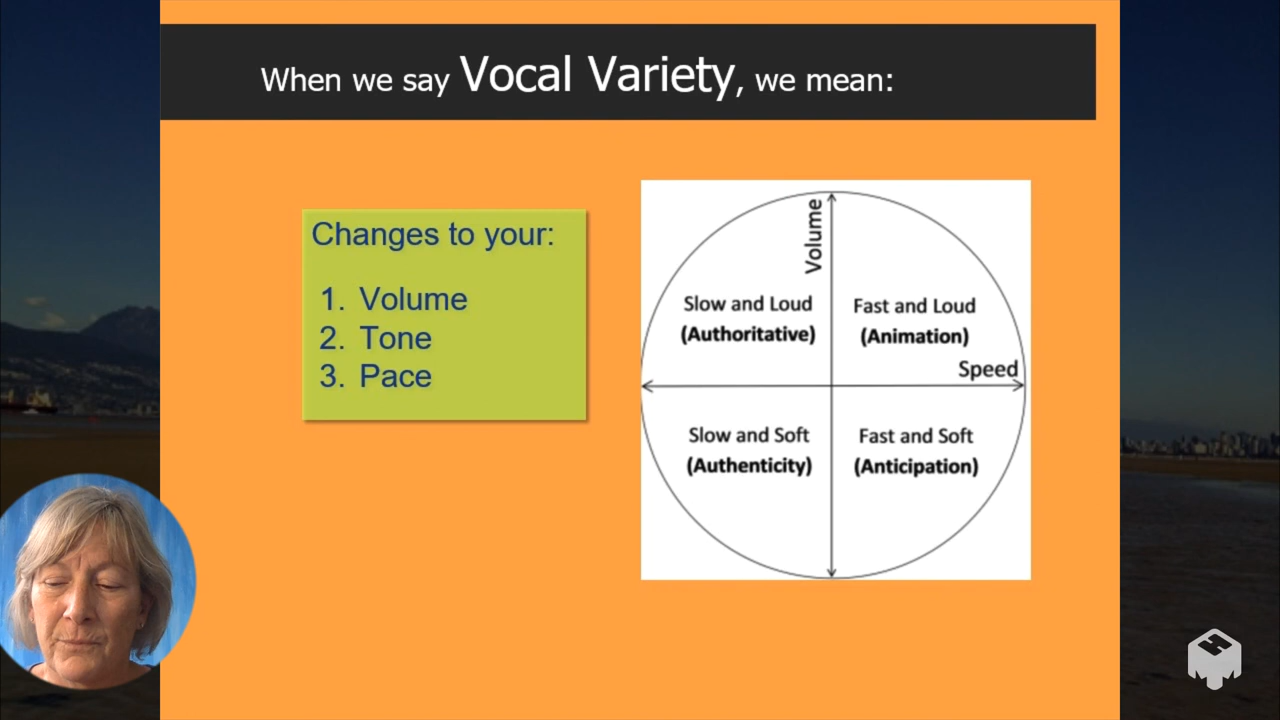 When we say Vocal Variety, we mean:
Changes to your:
1. Volume
2. Tone
3. Pace
Volume
Slow and Loud
(Authoritative)
Fast and Loud
(Animation)
Speed
Slow and Soft
(Authenticity)
Fast and Soft
(Anticipation)